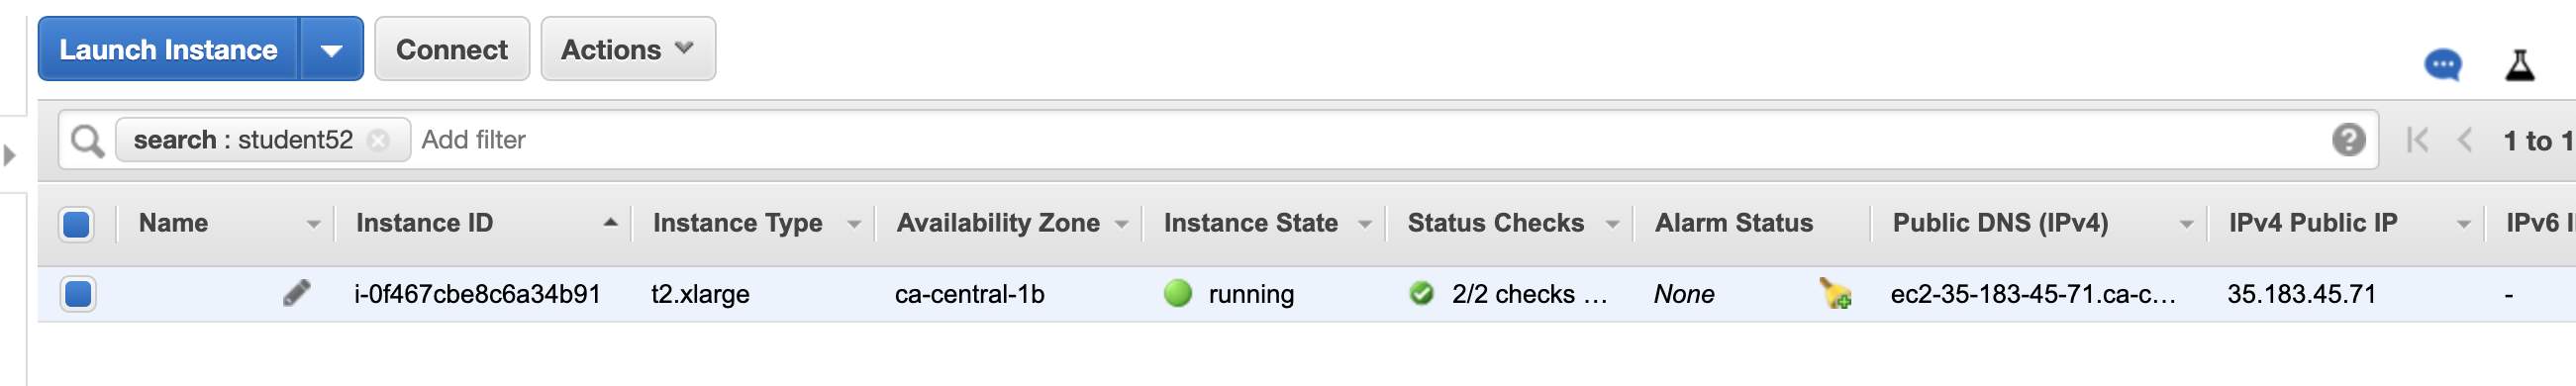 Launch Instance Connect Actions
search : student52 Add filter 1 to 1
Name Instance ID Instance Type Availability Zone Instance State Status Checks Alarm Status Public DNS (IPv4) IPv4 Public IP IPv6 I
i-0f467cbe8c6a34b91 t2.xlarge ca-central-1b running 2/2 checks ... None ec2-35-183-45-71.ca-c... 35.183.45.71 -